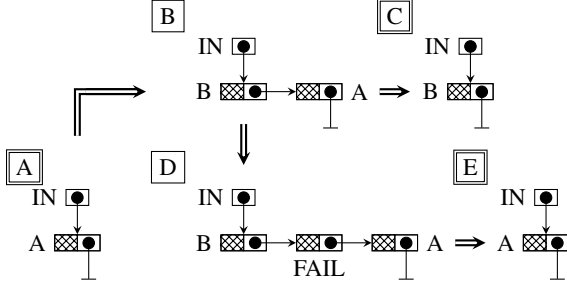 B C
IN IN
B A B
A D E
IN IN IN
A B A A
FAIL